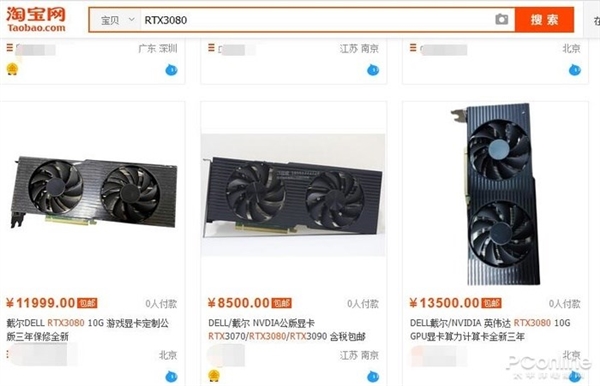 淘宝网
Taobao.com
宝贝
RTX3080
搜索
广东 深圳
江苏 南京
北京
¥11999.00 包邮
0人付款
戴尔DELL RTX3080 10G 游戏显卡定制公
版三年保修全新
北京
¥8500.00 包邮
0人付款
DELL/戴尔 NVDIA公版显卡
RTX3070/RTX3080/RTX3090 含税包邮
江苏 南京
¥13500.00 包邮
0人付款
DELL戴尔/NVIDIA 英伟达 RTX3080 10G
GPU显卡算力计算卡全新三年
北京
PConline